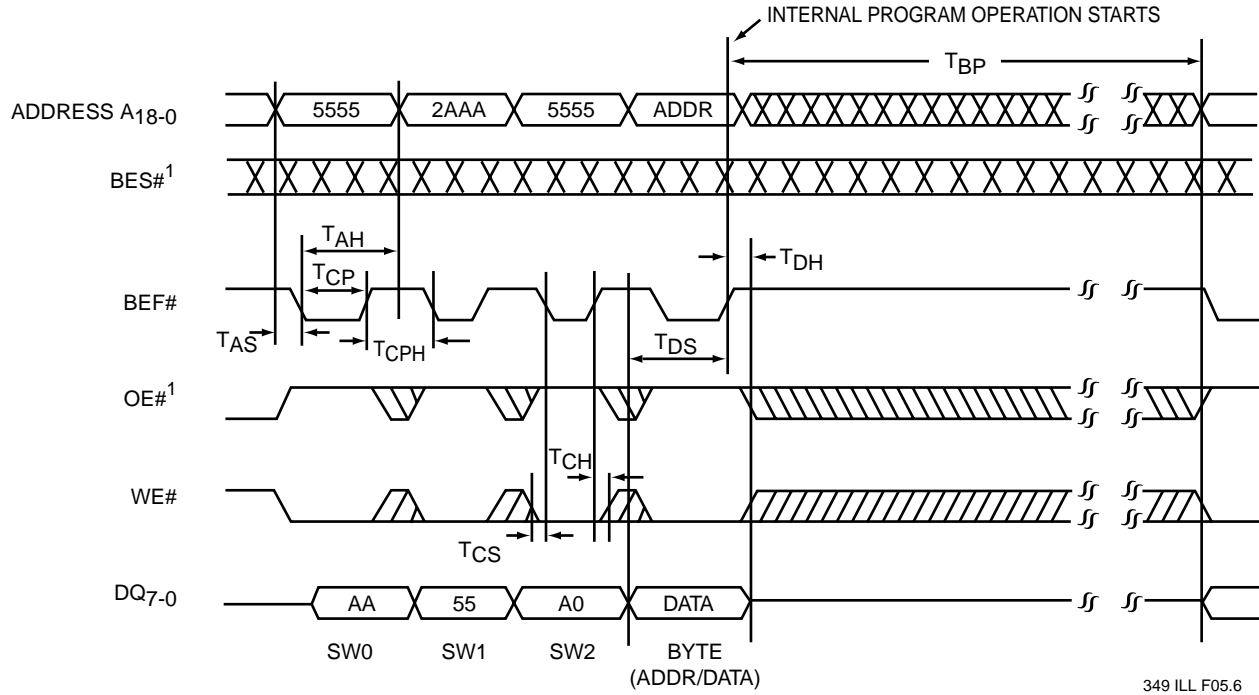 INTERNAL PROGRAM OPERATION STARTS
TBP
ADDRESS A18-0
5555 2AAA 5555 ADDR
BES#1
TAH
TDH
TCP
BEF#
TAS
TCPH
TDS
OE#1
TCH
WE#
TCS
DQ7-0
AA 55 A0 DATA
SW0 SW1 SW2 BYTE
(ADDR/DATA)
349 ILL F05.6